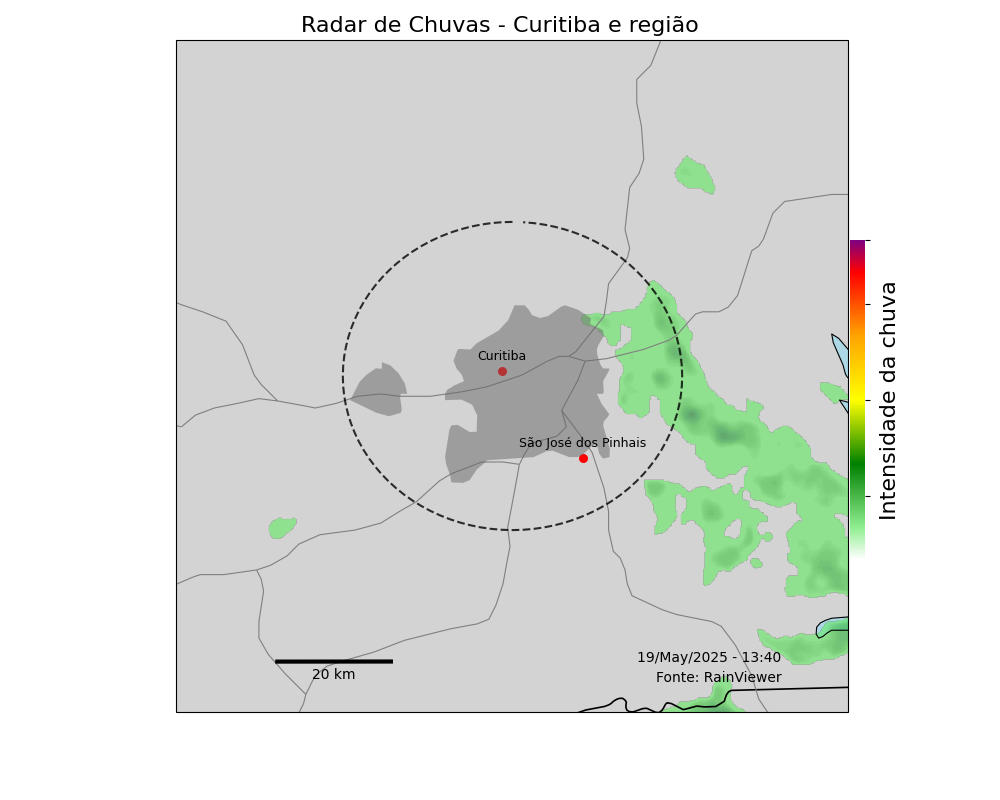 Radar de Chuvas - Curitiba e região
Curitiba
São José dos Pinhais
Intensidade da chuva
19/May/2025 - 13:40
Fonte: RainViewer
20 km